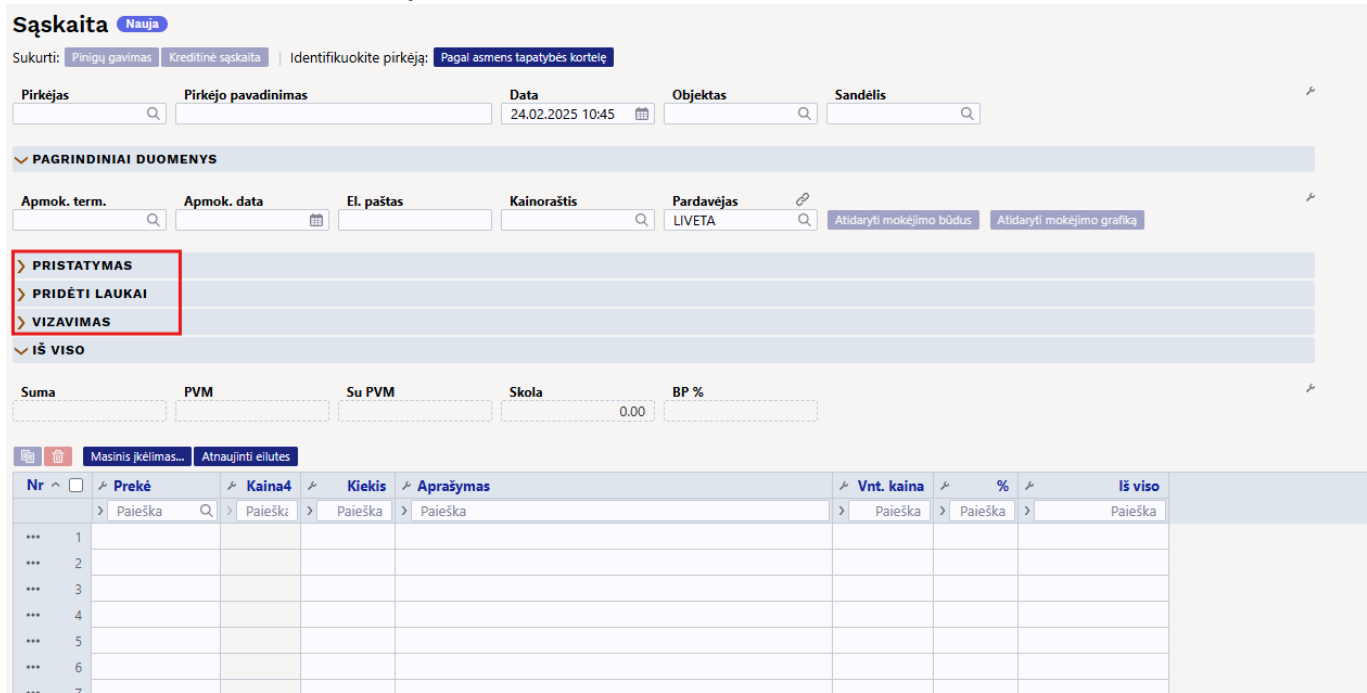 Sąskaita Nauja
Sukurti: Pinigų gavimas Kreditinė sąskaita | Identifikuokite pirkėją: Pagal asmens tapatybės kortelę
Pirkėjas Pirkėjo pavadinimas Data Objektas Sandėlis
24.02.2025 10:45
PAGRINDINIAI DUOMENYS
Apmok. term. Apmok. data El. paštas Kainoraštis Pardavėjas
LIVETA Atidaryti mokėjimo būdus Atidaryti mokėjimo grafiką
PRISTATYMAS
PRIDĖTI LAUKAI
VIZAVIMAS
IŠ VISO
Suma PVM Su PVM Skola BP %
0.00
Masinis įkėlimas... Atnaujinti eilutes
Nr Prekė Kaina4 Kiekis Aprašymas Vnt. kaina % Iš viso
Paieška Paieška Paieška Paieška Paieška Paieška Paieška
1
2
3
4
5
6
7